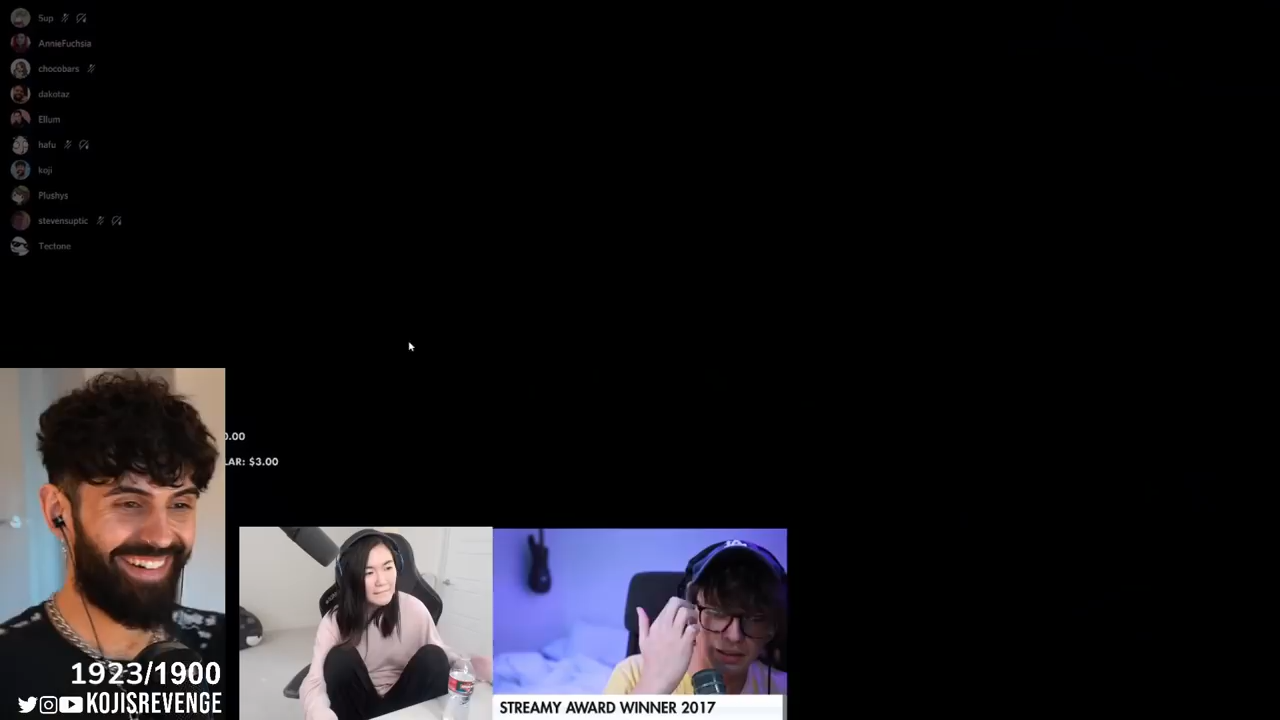 5up
AnnieFuchsia
chocobars
dakotaz
Ellum
hafu
koji
Plushys
stevensuptic
Tectone
0.00
LAR: $3.00
1923/1900
KOJISREVENGE
STREAMY AWARD WINNER 2017